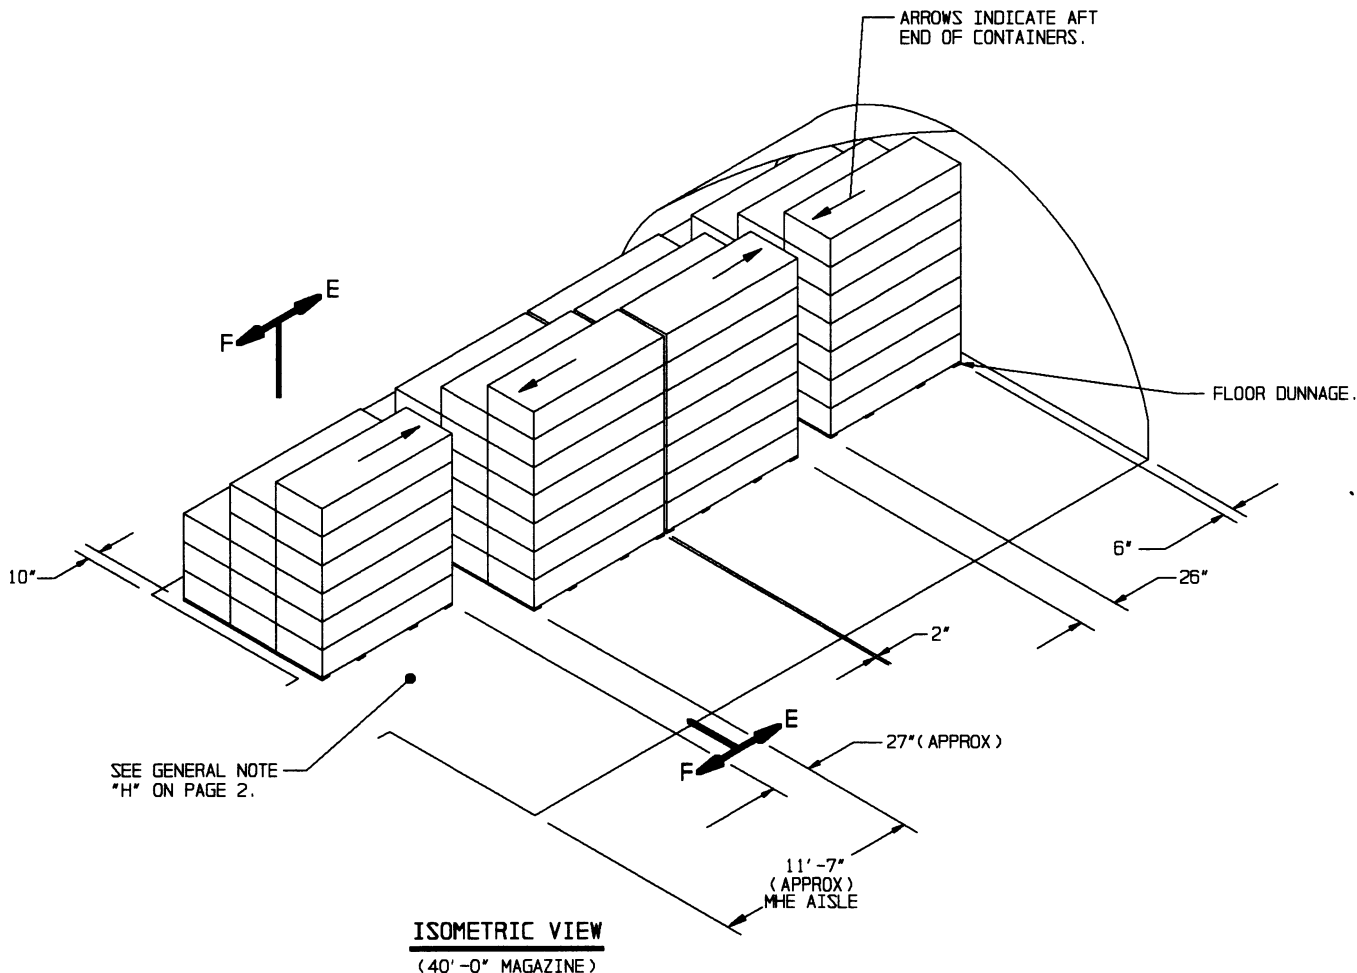 ARROWS INDICATE AFT
END OF CONTAINERS.
E
F
FLOOR DUNNAGE.
6"
10"
26"
2"
E
F
27"(APPROX)
SEE GENERAL NOTE
"H" ON PAGE 2.
11'-7"
(APPROX)
MHE AISLE
ISOMETRIC VIEW
(40'-0" MAGAZINE)